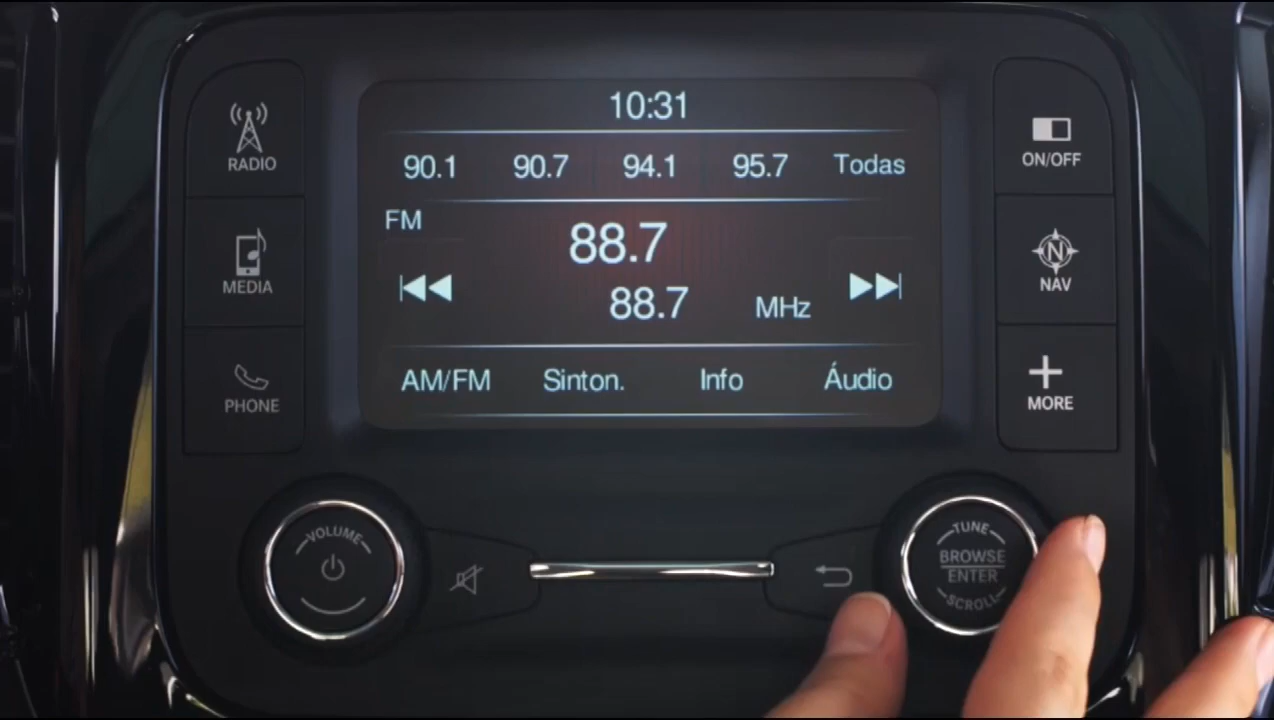 10:31
RADIO
ON/OFF
90.1 90.7 94.1 95.7 Todas
FM
88.7
MEDIA
N
NAV
88.7 MHz
AM/FM Sinton. Info Áudio
PHONE
MORE
VOLUME
TUNE
BROWSE
ENTER
SCROLL